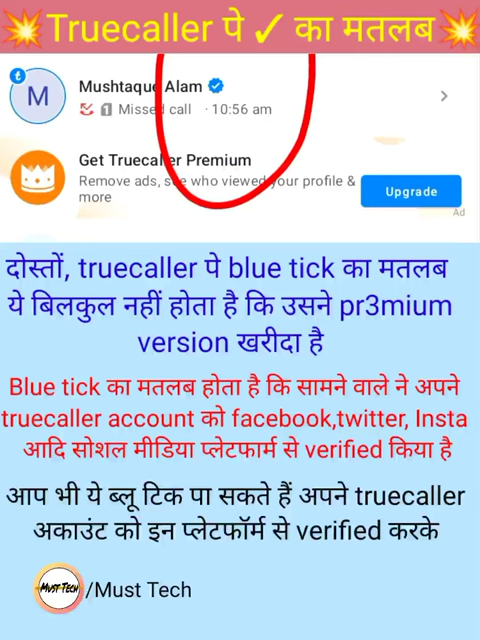 💥Truecaller पे ✓ का मतलब💥
t
M
Mushtaque Alam
1 Missed call · 10:56 am
Get Truecaller Premium
Remove ads, see who viewed your profile &
more
Upgrade
Ad
दोस्तों, truecaller पे blue tick का मतलब
ये बिलकुल नहीं होता है कि उसने pr3mium
version खरीदा है
Blue tick का मतलब होता है कि सामने वाले ने अपने
truecaller account को facebook,twitter, Insta
आदि सोशल मीडिया प्लेटफार्म से verified किया है
आप भी ये ब्लू टिक पा सकते हैं अपने truecaller
अकाउंट को इन प्लेटफॉर्म से verified करके
MUST TECH /Must Tech